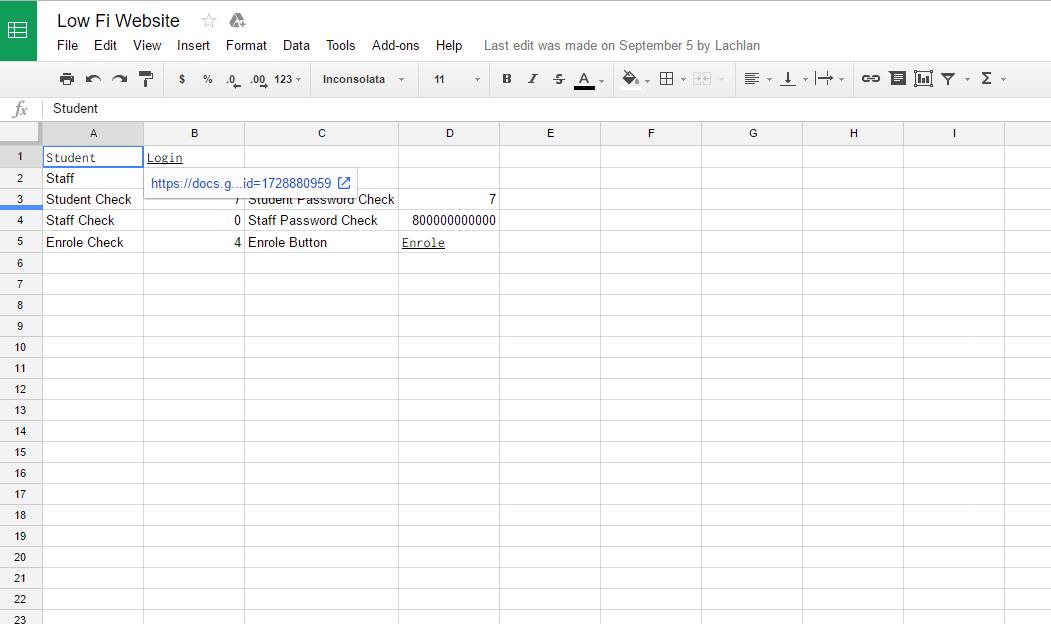 Low Fi Website
File Edit View Insert Format Data Tools Add-ons Help Last edit was made on September 5 by Lachlan
$ % .0 .00 123 Inconsolata 11 B I S A Σ
fx Student
A B C D E F G H I
1 Student Login
2 Staff
https://docs.g...id=1728880959
3 Student Check 7 Student Password Check 7
4 Staff Check 0 Staff Password Check 800000000000
5 Enrole Check 4 Enrole Button Enrole
6
7
8
9
10
11
12
13
14
15
16
17
18
19
20
21
22
23